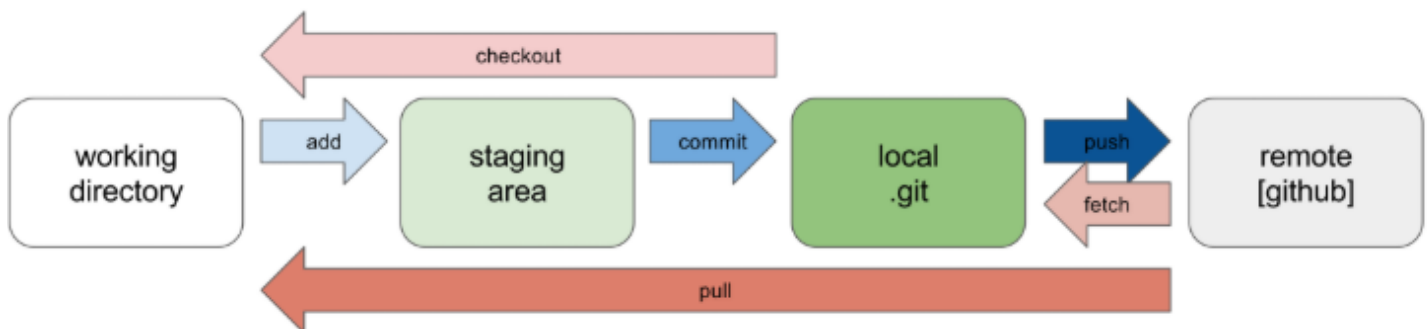 checkout
working
directory
add
staging
area
commit
local
.git
push
fetch
remote
[github]
pull